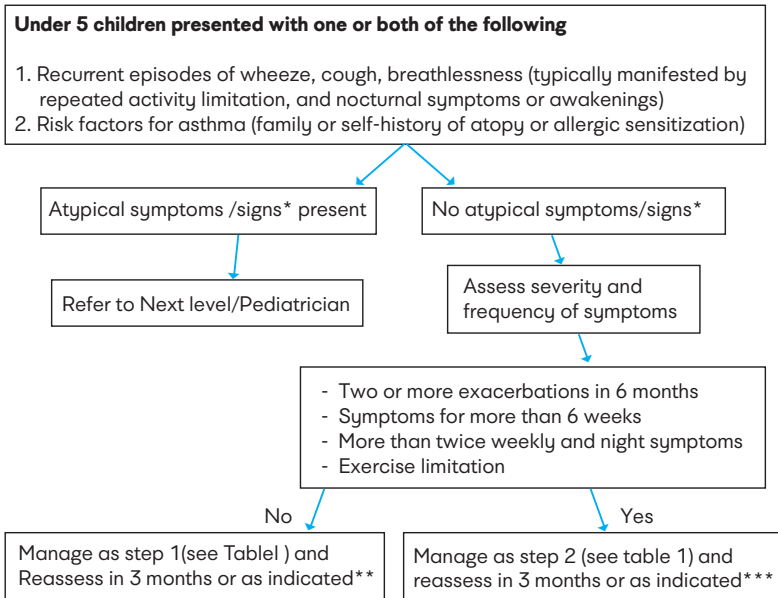 Under 5 children presented with one or both of the following
1. Recurrent episodes of wheeze, cough, breathlessness (typically manifested by
repeated activity limitation, and nocturnal symptoms or awakenings)
2. Risk factors for asthma (family or self-history of atopy or allergic sensitization)
Atypical symptoms /signs* present
No atypical symptoms/signs*
Refer to Next level/Pediatrician
Assess severity and
frequency of symptoms
- Two or more exacerbations in 6 months
- Symptoms for more than 6 weeks
- More than twice weekly and night symptoms
- Exercise limitation
No
Yes
Manage as step 1(see TableI ) and
Reassess in 3 months or as indicated**
Manage as step 2 (see table 1) and
reassess in 3 months or as indicated***